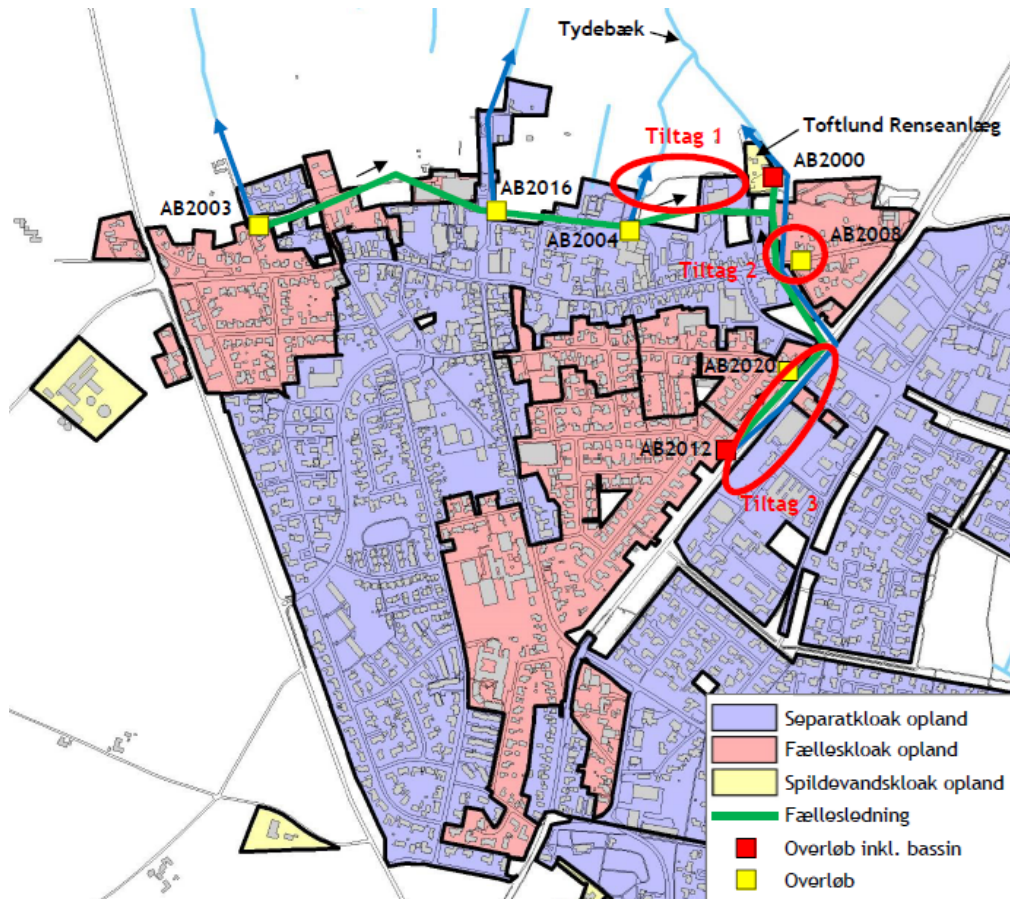 Tydebæk
Toftlund Renseanlæg
Tiltag 1
AB2000
AB2003
AB2016
AB2004
AB2008
Tiltag 2
AB2020
AB2012
Tiltag 3
Separatkloak opland
Fælleskloak opland
Spildevandskloak opland
Fællesledning
Overløb inkl. bassin
Overløb